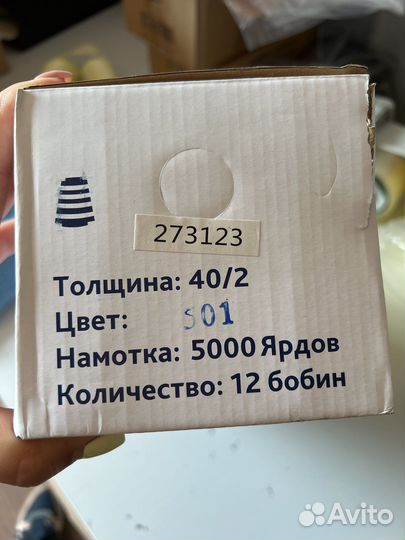 273123
Толщина: 40/2
Цвет: 501
Намотка: 5000 Ярдов
Количество: 12 бобин
Avito